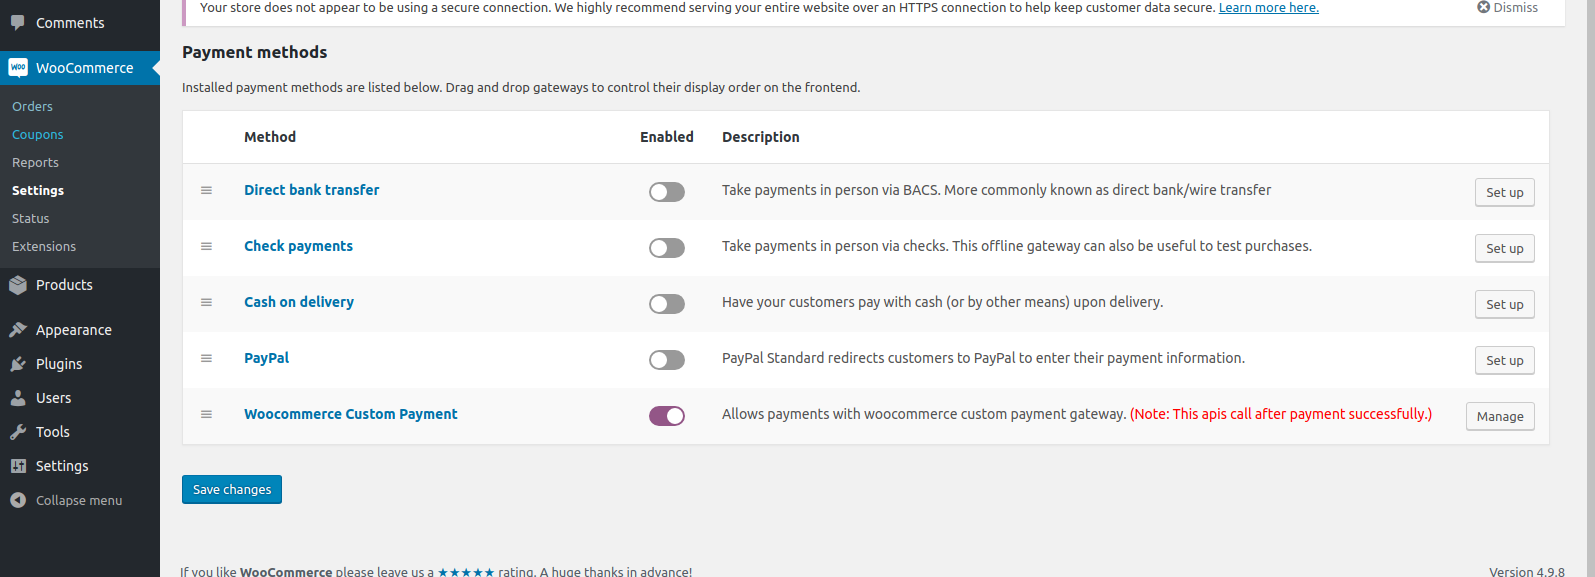 Comments
WooCommerce
Orders
Coupons
Reports
Settings
Status
Extensions
Products
Appearance
Plugins
Users
Tools
Settings
Collapse menu
Your store does not appear to be using a secure connection. We highly recommend serving your entire website over an HTTPS connection to help keep customer data secure. Learn more here. Dismiss
Payment methods
Installed payment methods are listed below. Drag and drop gateways to control their display order on the frontend.
Method Enabled Description
Direct bank transfer Take payments in person via BACS. More commonly known as direct bank/wire transfer Set up
Check payments Take payments in person via checks. This offline gateway can also be useful to test purchases. Set up
Cash on delivery Have your customers pay with cash (or by other means) upon delivery. Set up
PayPal PayPal Standard redirects customers to PayPal to enter their payment information. Set up
Woocommerce Custom Payment Allows payments with woocommerce custom payment gateway. (Note: This apis call after payment successfully.) Manage
Save changes
If you like WooCommerce please leave us a ★★★★★ rating. A huge thanks in advance! Version 4.9.8